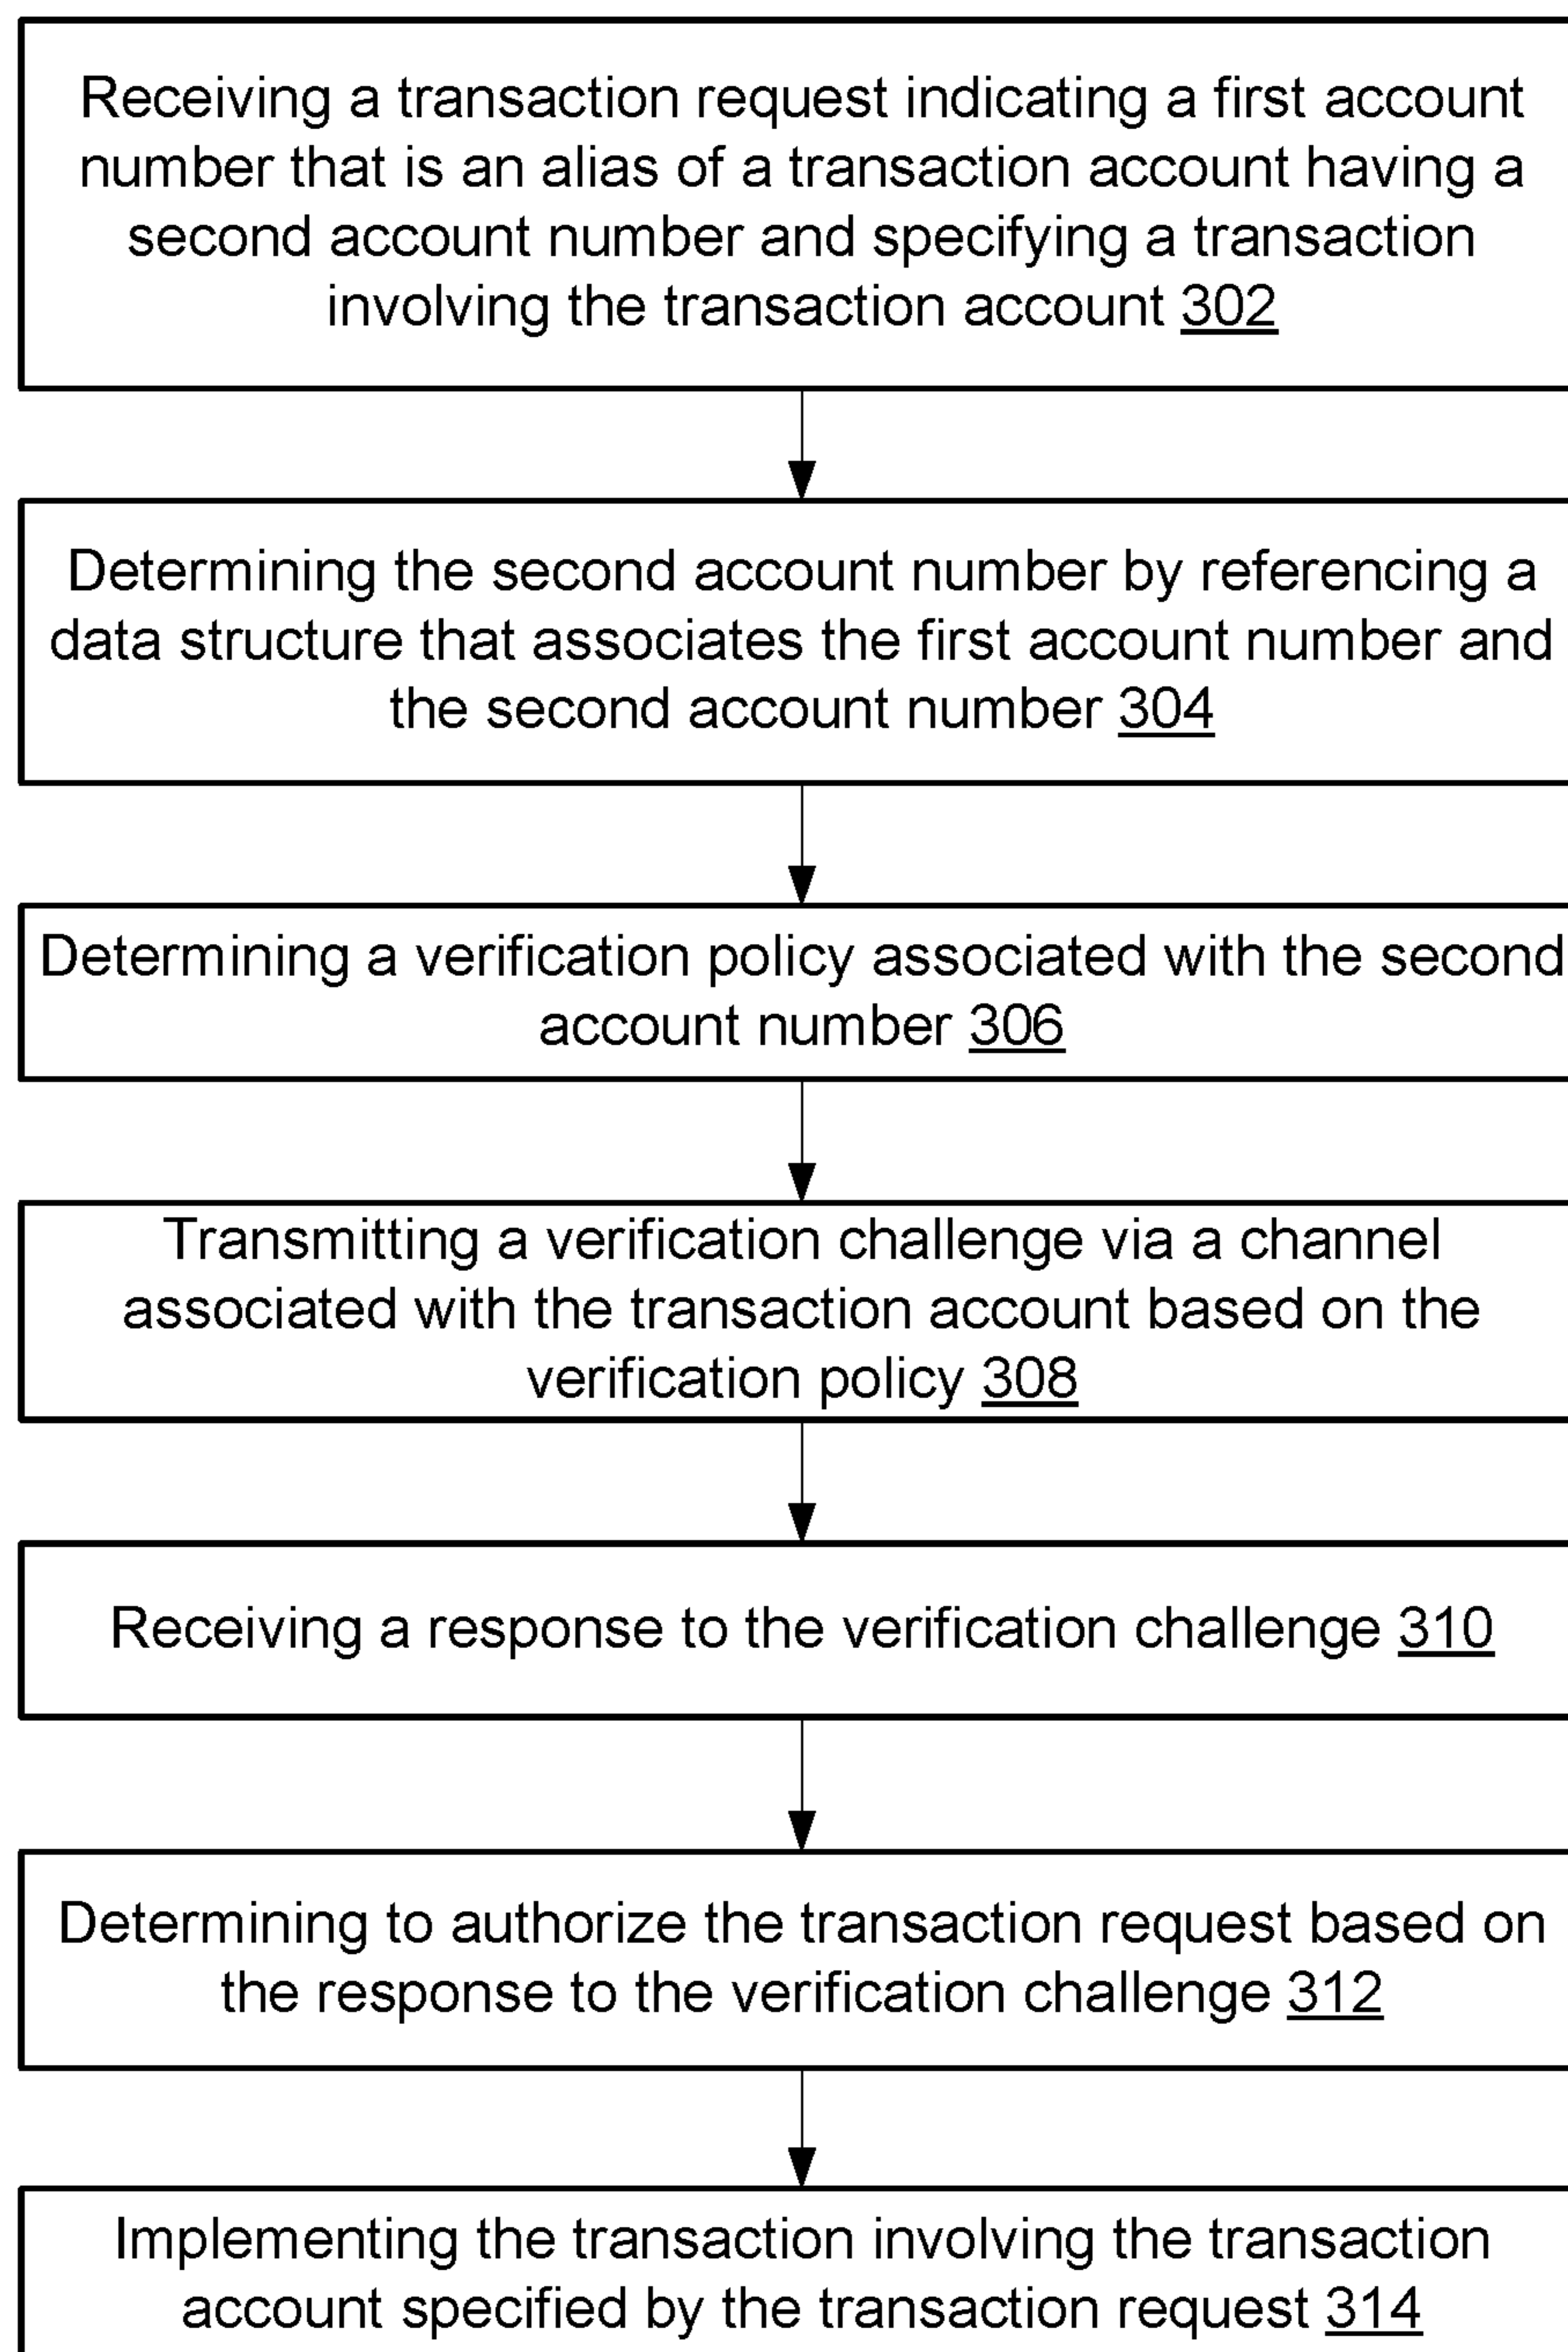 Receiving a transaction request indicating a first account
number that is an alias of a transaction account having a
second account number and specifying a transaction
involving the transaction account 302
Determining the second account number by referencing a
data structure that associates the first account number and
the second account number 304
Determining a verification policy associated with the second
account number 306
Transmitting a verification challenge via a channel
associated with the transaction account based on the
verification policy 308
Receiving a response to the verification challenge 310
Determining to authorize the transaction request based on
the response to the verification challenge 312
Implementing the transaction involving the transaction
account specified by the transaction request 314